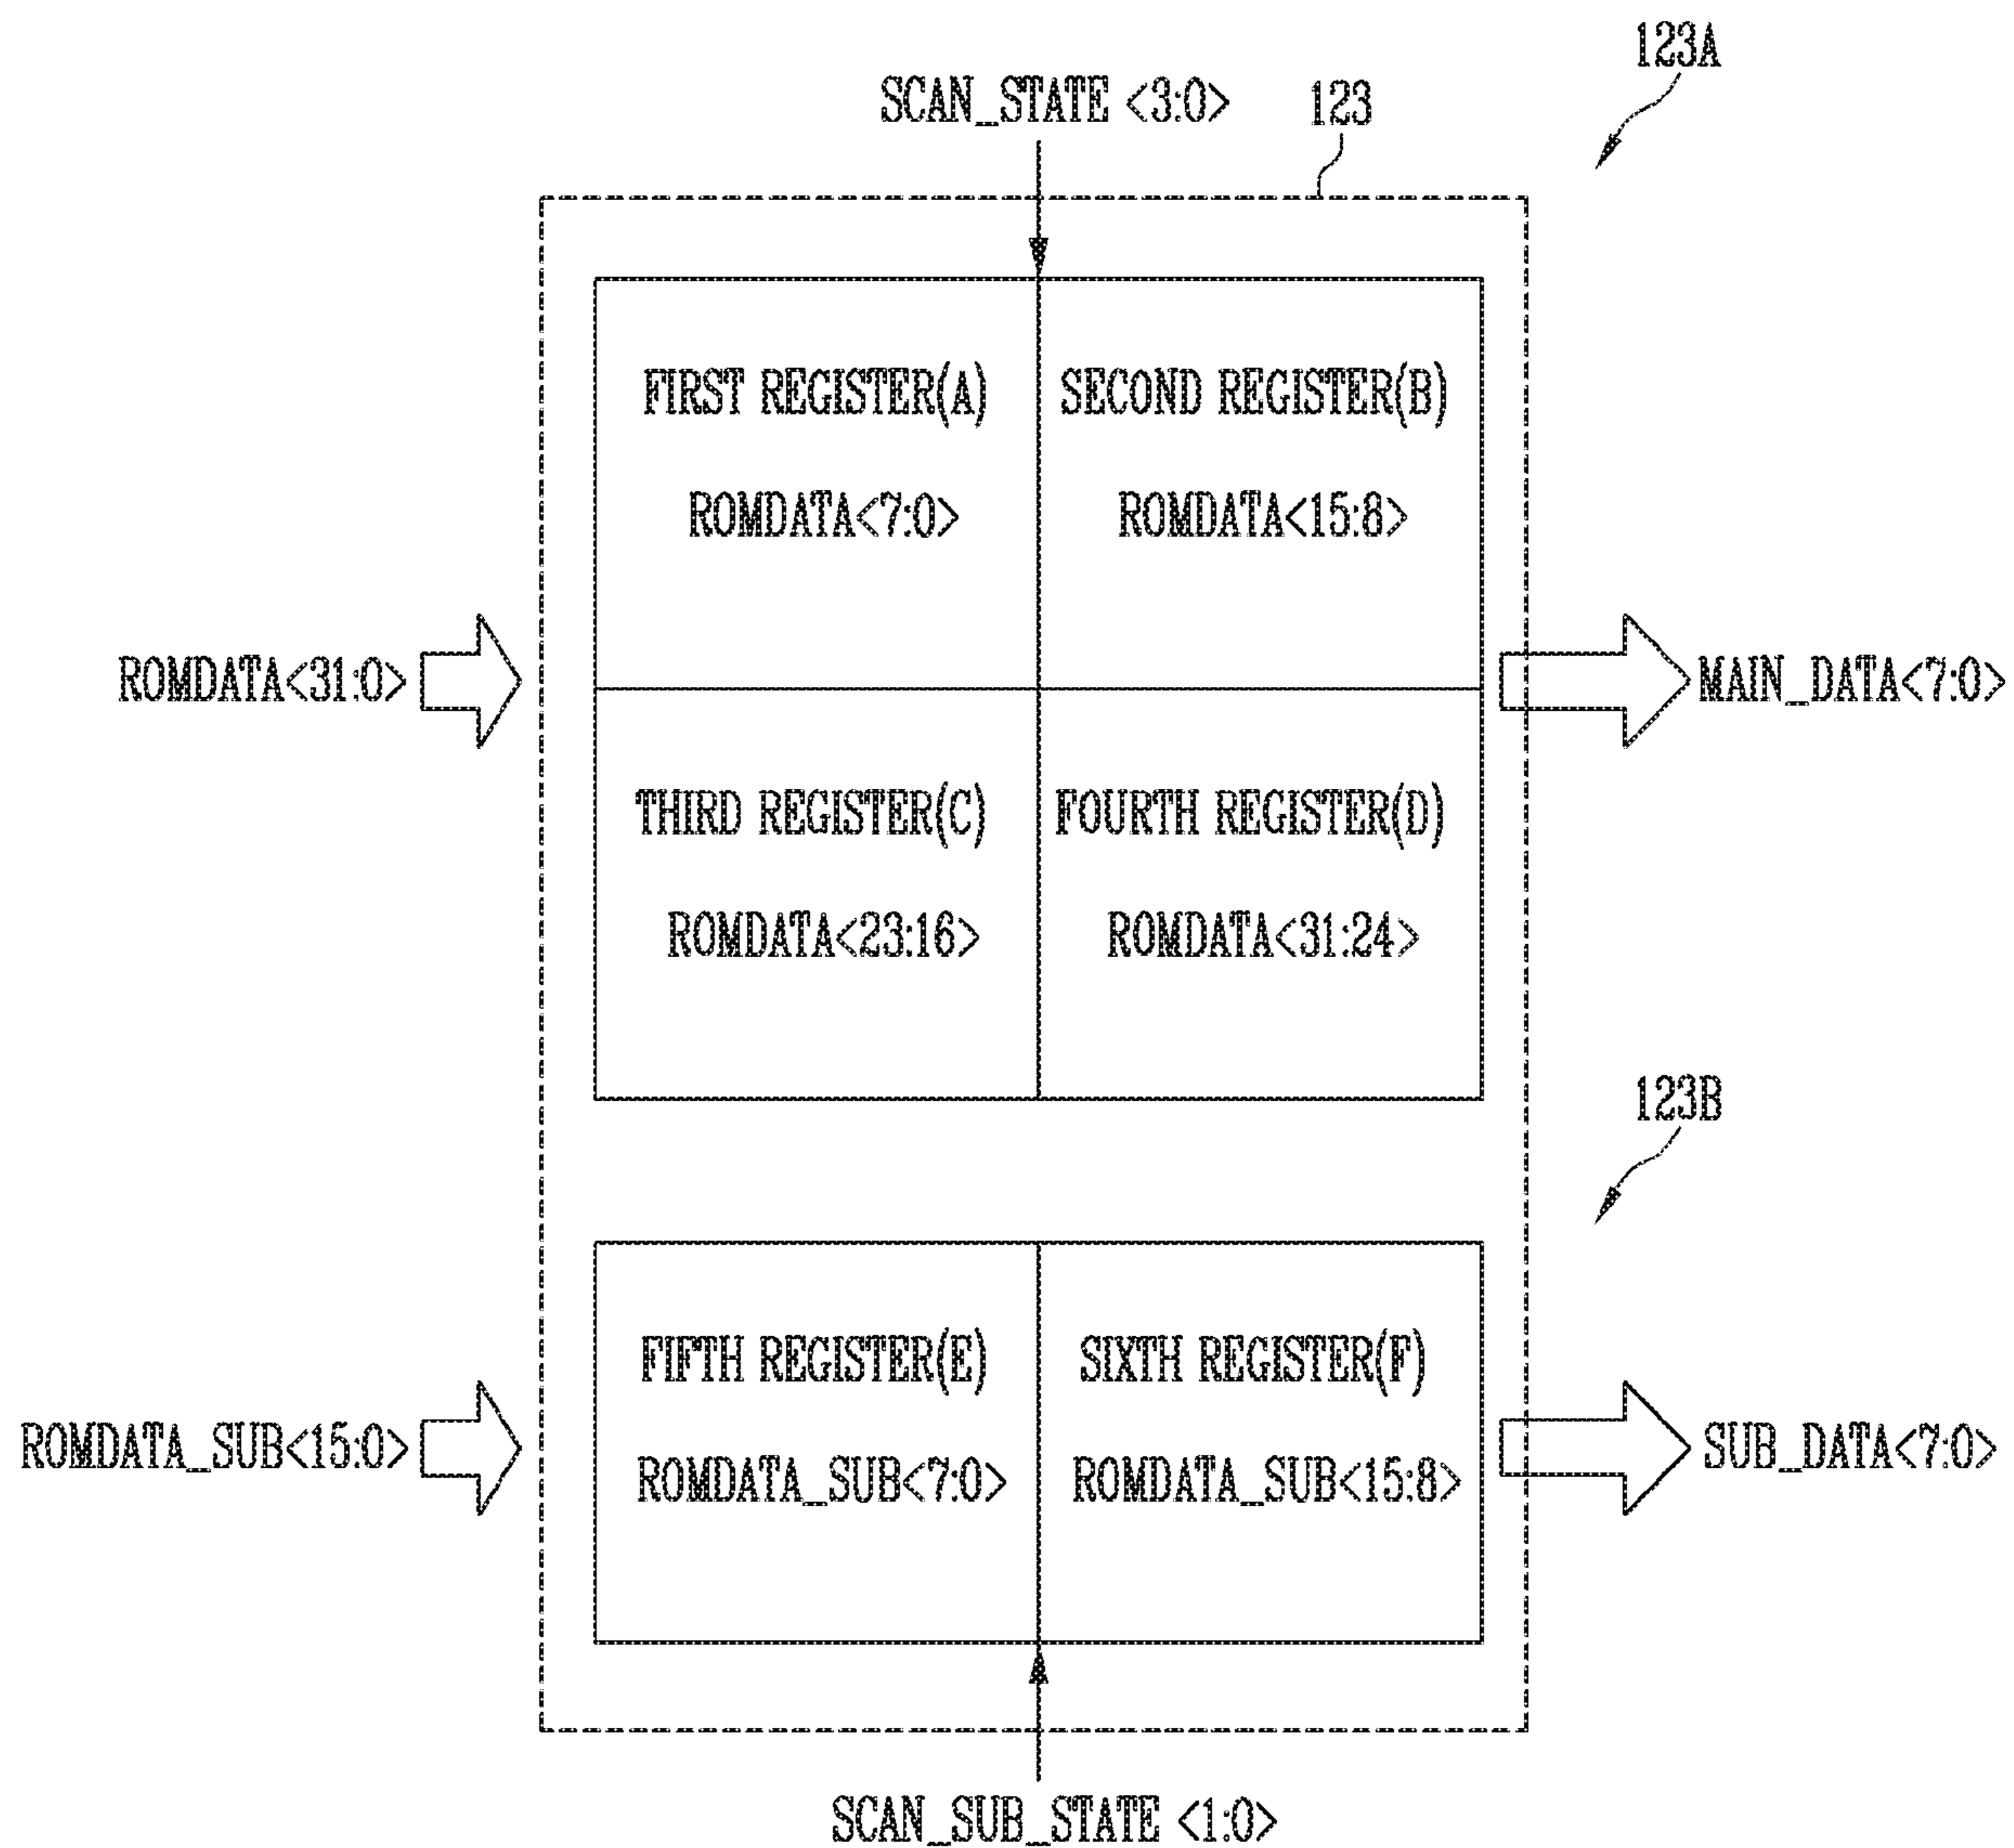 123A
SCAN_STATE <3:0>
123
FIRST REGISTER(A)
SECOND REGISTER(B)
ROMDATA<7:0>
ROMDATA<15:8>
ROMDATA<31:0>
MAIN_DATA<7:0>
THIRD REGISTER(C)
FOURTH REGISTER(D)
ROMDATA<23:16>
ROMDATA<31:24>
123B
FIFTH REGISTER(E)
SIXTH REGISTER(F)
ROMDATA_SUB<15:0>
ROMDATA_SUB<7:0>
ROMDATA_SUB<15:8>
SUB_DATA<7:0>
SCAN_SUB_STATE <1:0>